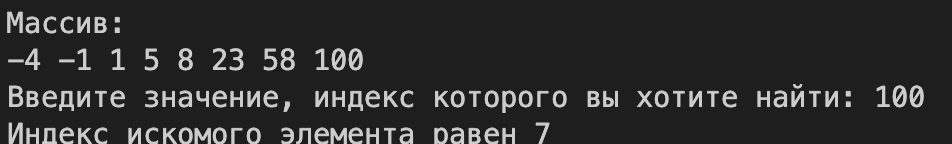 Массив:
-4 -1 1 5 8 23 58 100
Введите значение, индекс которого вы хотите найти: 100
Индекс искомого элемента равен 7